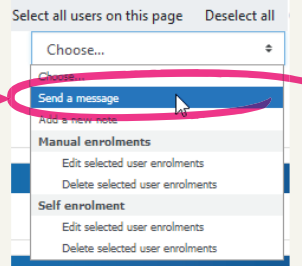 Select all users on this page Deselect all
Choose...
Choose...
Send a message
Add a new note
Manual enrolments
Edit selected user enrolments
Delete selected user enrolments
Self enrolment
Edit selected user enrolments
Delete selected user enrolments